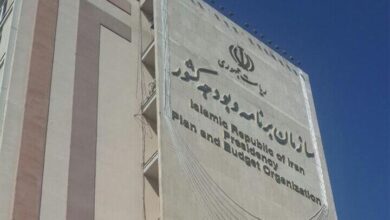 ریاست جمهوری
سازمان برنامه و بودجه کشور
Islamic Republic of Iran
Presidency
Plan and Budget Organization